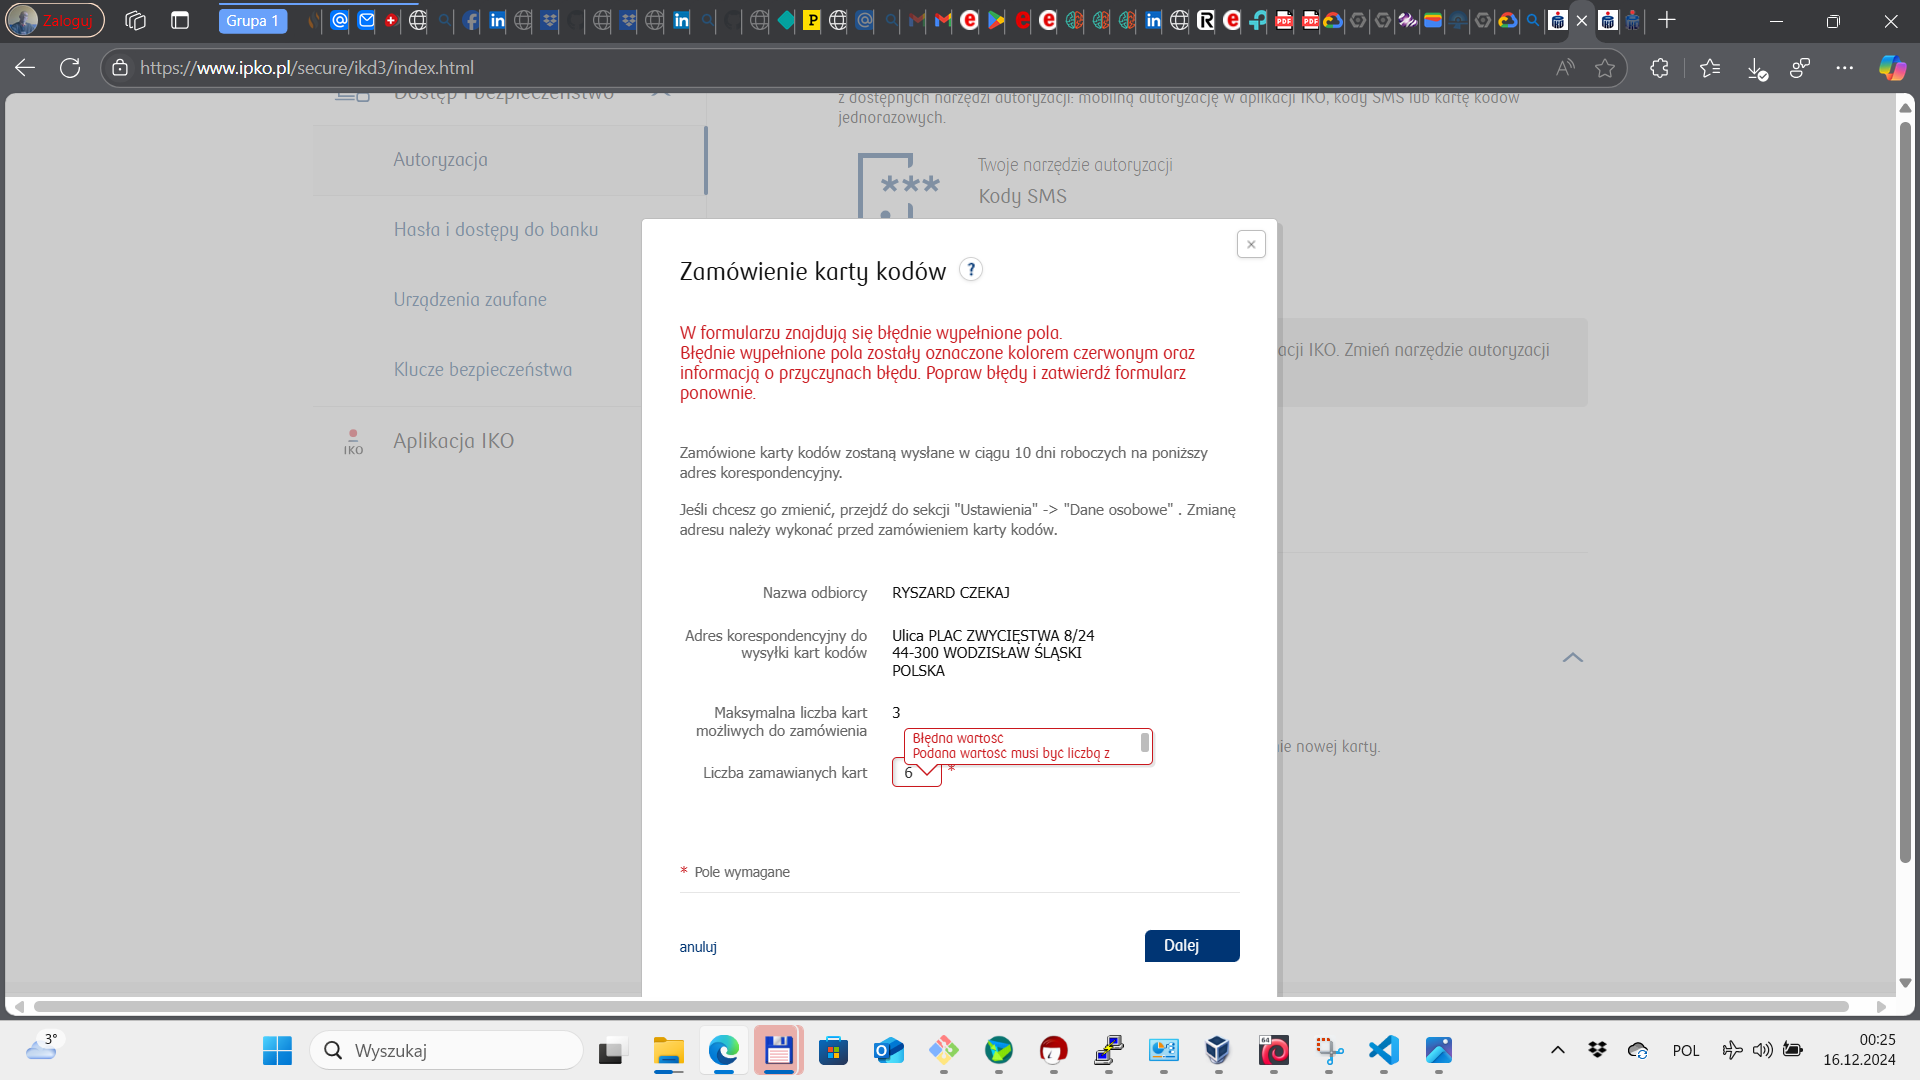 Zaloguj
Grupa 1
https://www.ipko.pl/secure/ikd3/index.html
Dostęp i bezpieczeństwo
z dostępnych narzędzi autoryzacji: mobilną autoryzację w aplikacji IKO, kody SMS lub kartę kodów
jednorazowych.
Autoryzacja
Twoje narzędzie autoryzacji
Kody SMS
Hasła i dostępy do banku
Urządzenia zaufane
Klucze bezpieczeństwa
IKO
Aplikacja IKO
acji IKO. Zmień narzędzie autoryzacji
Zamówienie karty kodów ?
W formularzu znajdują się błędnie wypełnione pola.
Błędnie wypełnione pola zostały oznaczone kolorem czerwonym oraz
informacją o przyczynach błędu. Popraw błędy i zatwierdź formularz
ponownie.
Zamówione karty kodów zostaną wysłane w ciągu 10 dni roboczych na poniższy
adres korespondencyjny.
Jeśli chcesz go zmienić, przejdź do sekcji "Ustawienia" -> "Dane osobowe" . Zmianę
adresu należy wykonać przed zamówieniem karty kodów.
Nazwa odbiorcy RYSZARD CZEKAJ
Adres korespondencyjny do
wysyłki kart kodów
Ulica PLAC ZWYCIĘSTWA 8/24
44-300 WODZISŁAW ŚLĄSKI
POLSKA
Maksymalna liczba kart
możliwych do zamówienia
3
Błędna wartość
Podana wartość musi być liczbą z
Liczba zamawianych kart 6 *
ie nowej karty.
* Pole wymagane
anuluj
Dalej
3°
Wyszukaj
POL
00:25
16.12.2024